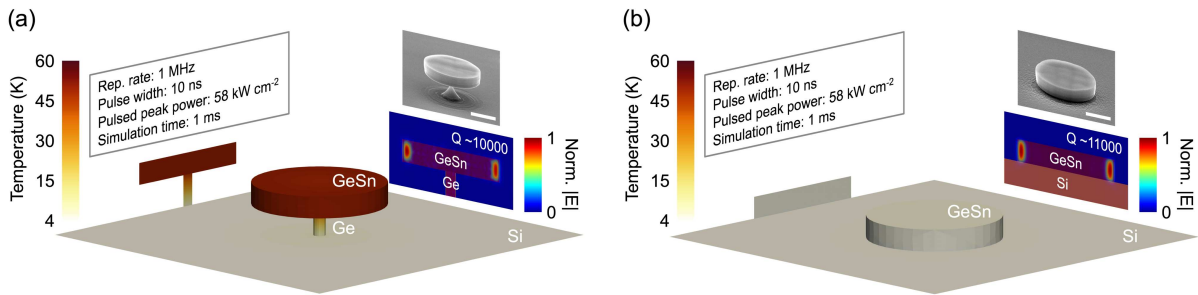 (a)
60
45
30
15
4
Temperature (K)
Rep. rate: 1 MHz
Pulse width: 10 ns
Pulsed peak power: 58 kW cm-2
Simulation time: 1 ms
GeSn
Ge
Si
Q ~10000
GeSn
Ge
1
0
Norm. |E|
(b)
60
45
30
15
4
Temperature (K)
Rep. rate: 1 MHz
Pulse width: 10 ns
Pulsed peak power: 58 kW cm-2
Simulation time: 1 ms
GeSn
Si
Q ~11000
GeSn
Si
1
0
Norm. |E|